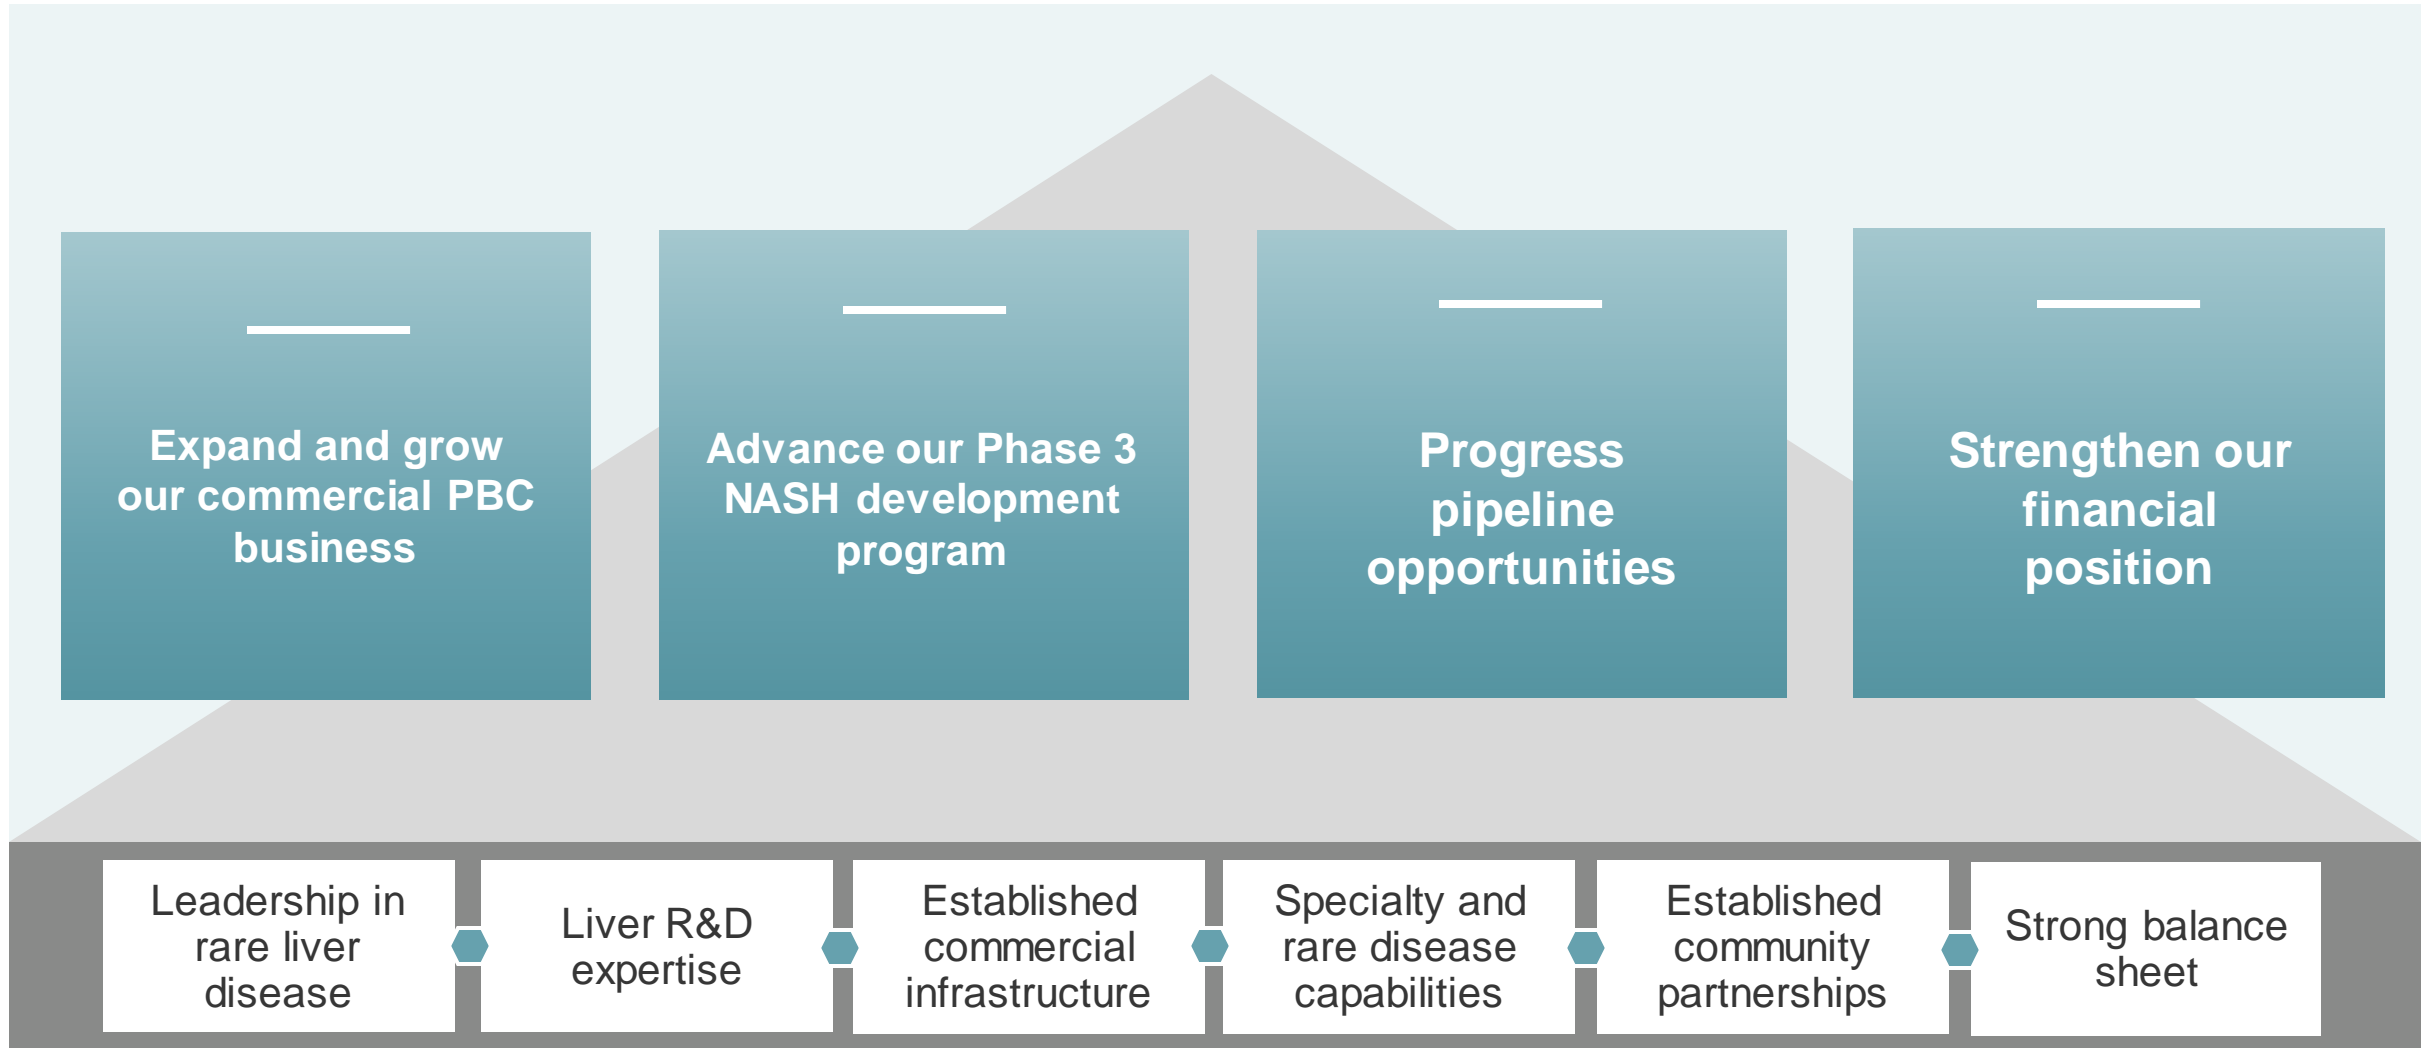 Expand and grow
our commercial PBC
business
Advance our Phase 3
NASH development
program
Progress
pipeline
opportunities
Strengthen our
financial
position
Leadership in
rare liver
disease
Liver R&D
expertise
Established
commercial
infrastructure
Specialty and
rare disease
capabilities
Established
community
partnerships
Strong balance
sheet